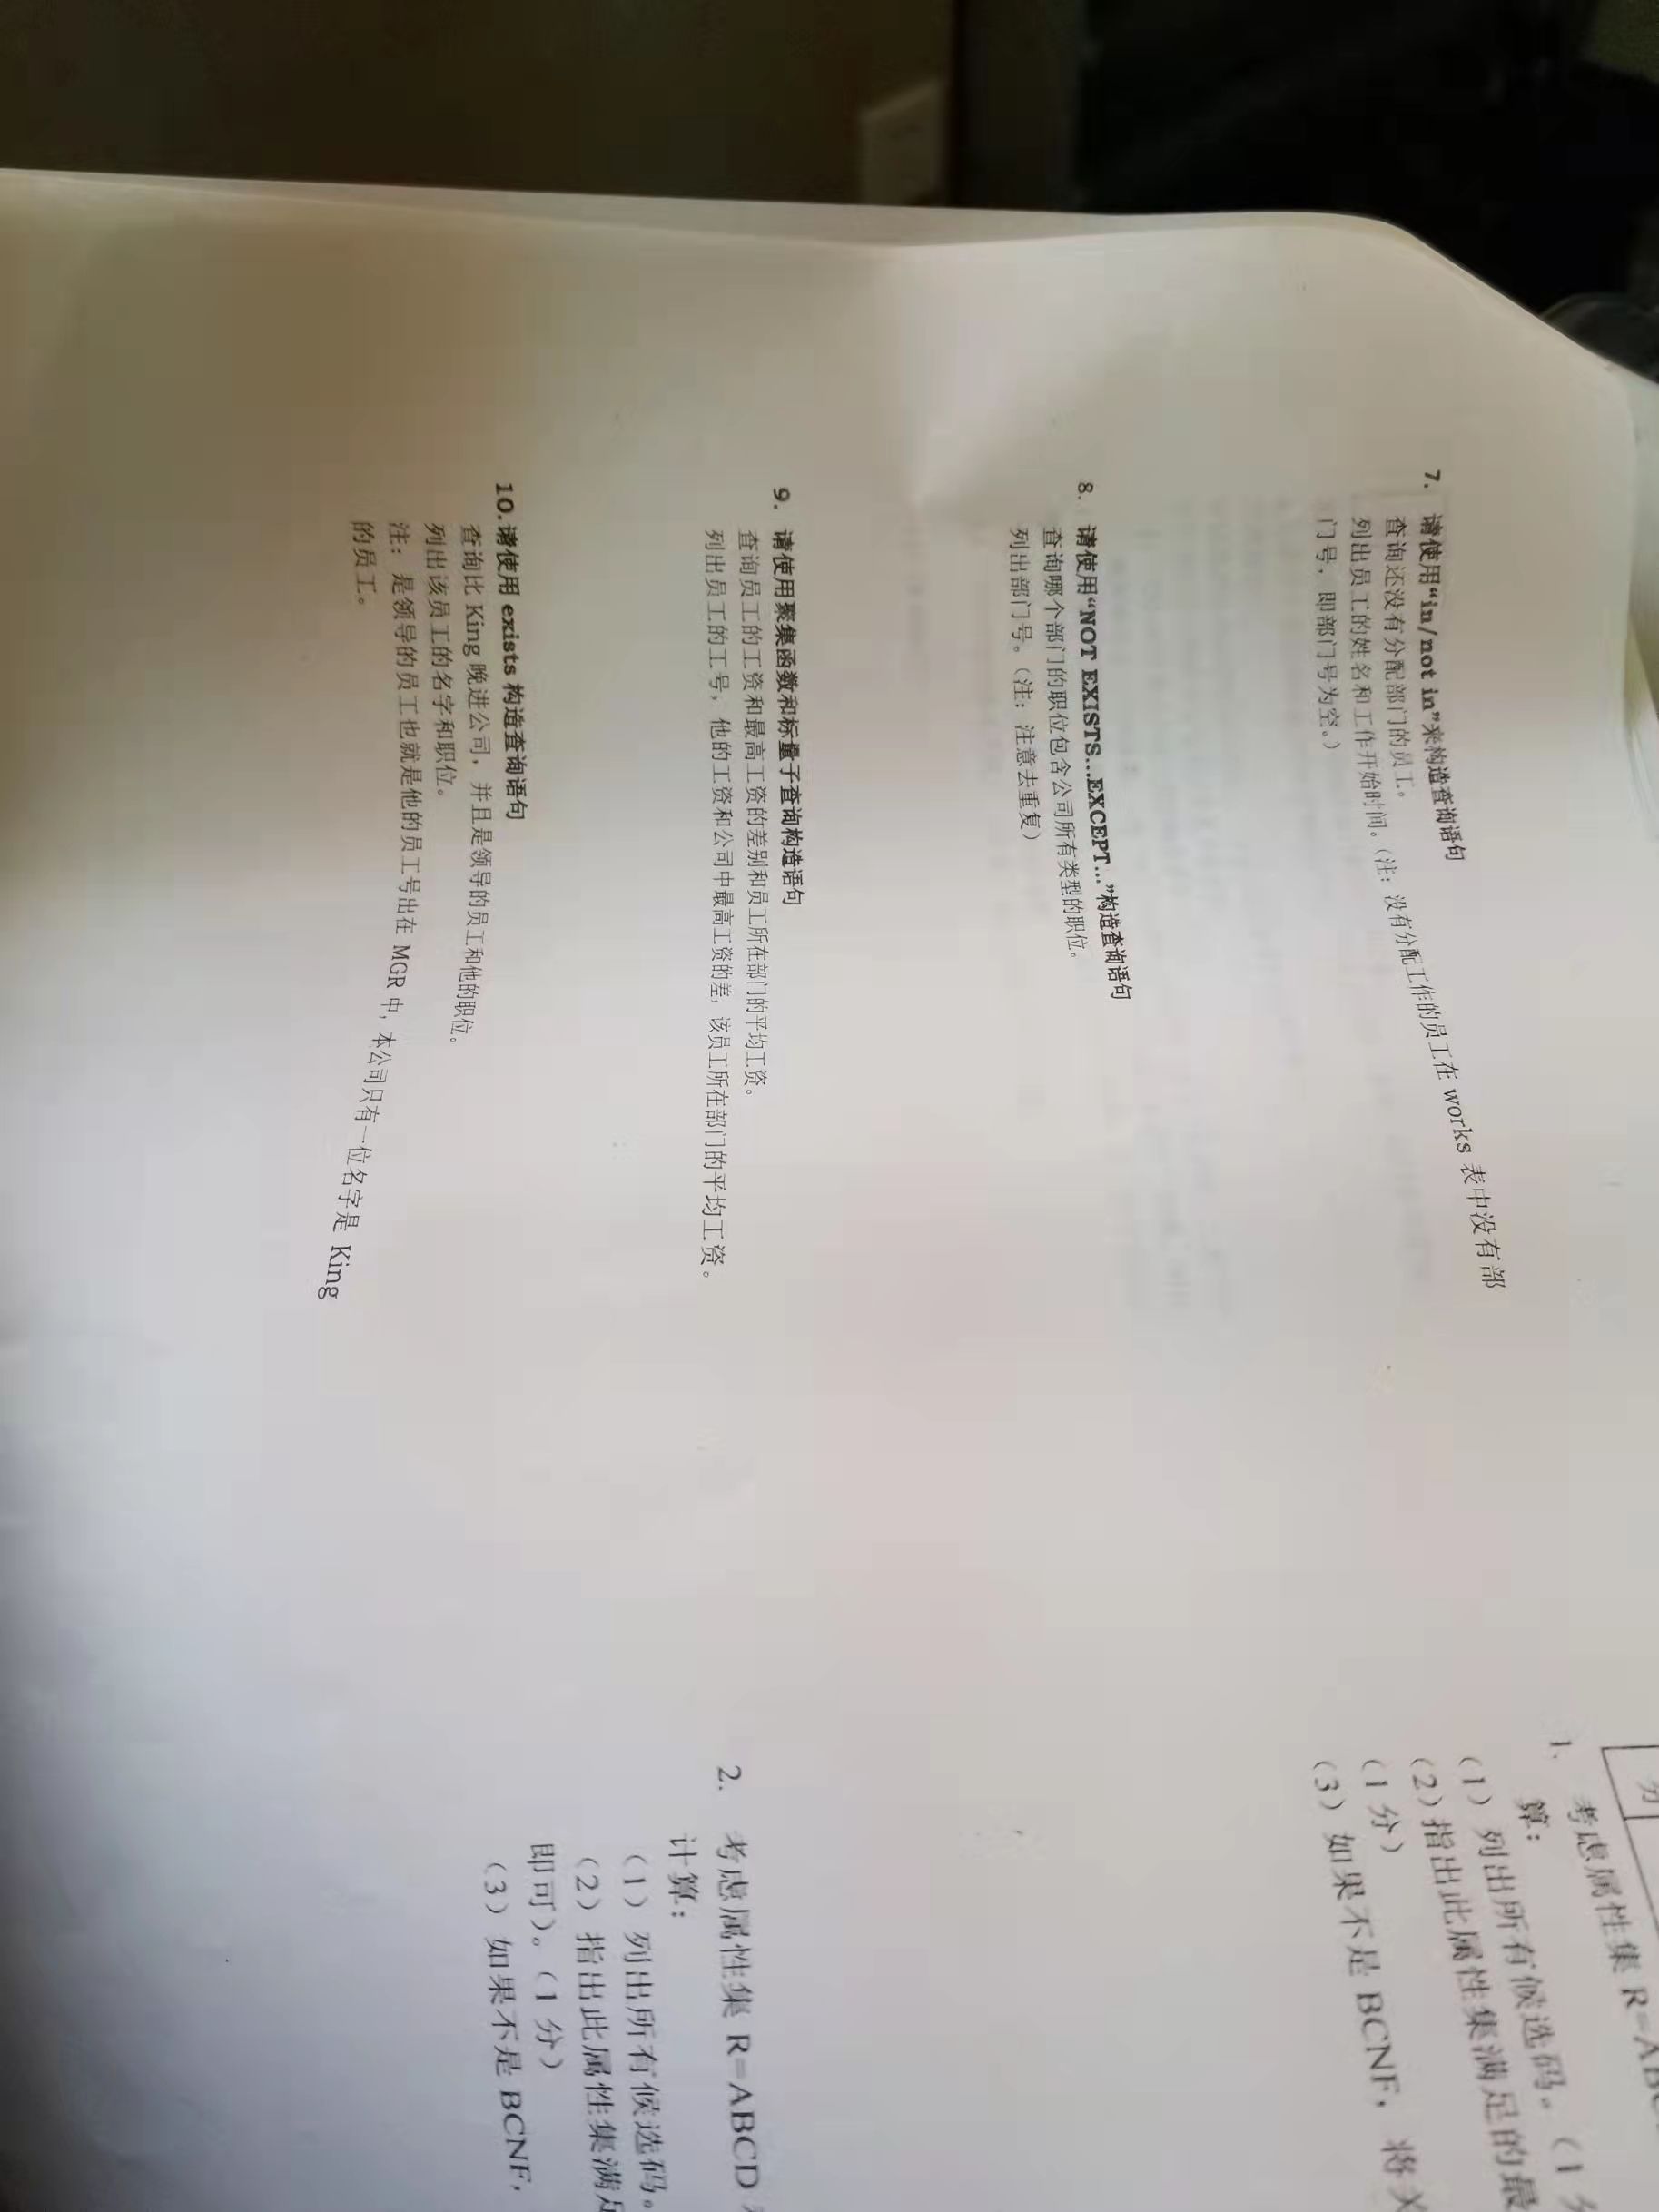 7. 请使用“in/not in”来构造查询语句
查询还没有分配部门的员工。
列出员工的姓名和工作开始时间。(注：没有分配工作的员工在 works 表中没有部
门号，即部门号为空。)
8. 请使用“NOT EXISTS...EXCEPT...”构造查询语句
查询哪个部门的职位包含公司所有类型的职位。
列出部门号。(注：注意去重复)
9. 请使用聚集函数和标量子查询构造语句
查询员工的工资和最高工资的差别和员工所在部门的平均工资。
列出员工的工号，他的工资和公司中最高工资的差，该员工所在部门的平均工资。
10.请使用 exists 构造查询语句
查询比 King 晚进公司，并且是领导的员工和他的职位。
列出该员工的名字和职位。
注：是领导的员工也就是他的员工号出在 MGR 中，本公司只有一位名字是 King
的员工。
分
1. 考虑属性集 R=ABC
算：
（1）列出所有候选码。（1
（2）指出此属性集满足的最
（1 分）
（3）如果不是 BCNF，将关
2. 考虑属性集 R=ABCD
计算：
（1）列出所有候选码。
（2）指出此属性集满足
即可)。（1 分）
（3）如果不是 BCNF，